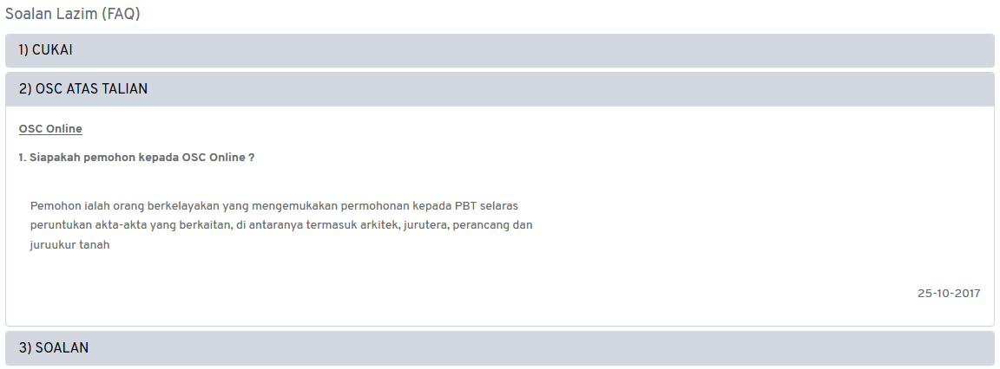 Soalan Lazim (FAQ)
1) CUKAI
2) OSC ATAS TALIAN
OSC Online
1. Siapakah pemohon kepada OSC Online ?
Pemohon ialah orang berkelayakan yang mengemukakan permohonan kepada PBT selaras
peruntukan akta-akta yang berkaitan, di antaranya termasuk arkitek, jurutera, perancang dan
juruukur tanah
25-10-2017
3) SOALAN